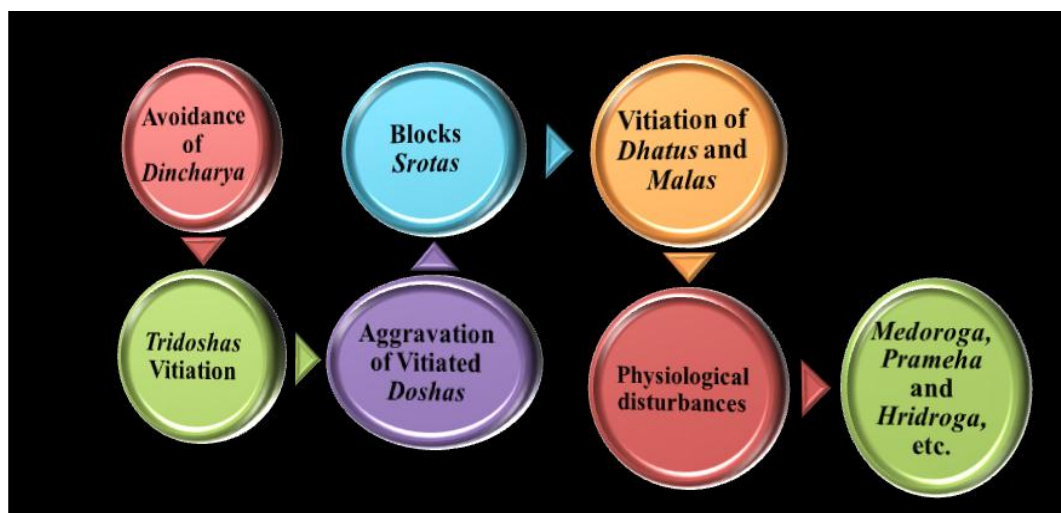 Avoidance
of
Dincharya
Tridoshas
Vitiation
Aggravation
of Vitiated
Doshas
Blocks
Srotas
Vitiation of
Dhatus and
Malas
Physiological
disturbances
Medoroga,
Prameha
and
Hridroga,
etc.